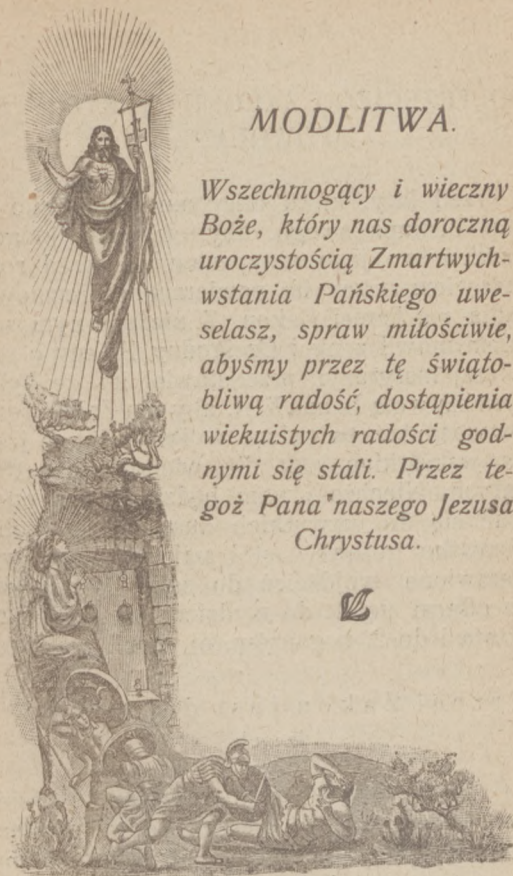 MODLITWA.
Wszechmogący i wieczny
Boże, który nas doroczną
uroczystością Zmartwych-
wstania Pańskiego uwe-
selasz, spraw miłościwie,
abyśmy przez tę świąto-
bliwą radość, dostąpienia
wiekuistych radości god-
nymi się stali. Przez te-
goż Pana naszego Jezusa
Chrystusa.